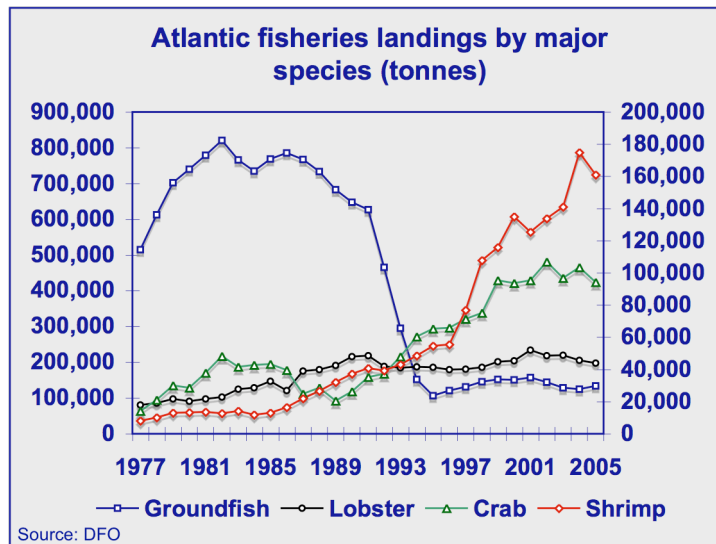 Atlantic fisheries landings by major
species (tonnes)
900,000 200,000
800,000 180,000
700,000 160,000
600,000 140,000
500,000 120,000
400,000 100,000
300,000 80,000
200,000 60,000
100,000 40,000
0 20,000
0
1977 1981 1985 1989 1993 1997 2001 2005
Groundfish Lobster Crab Shrimp
Source: DFO